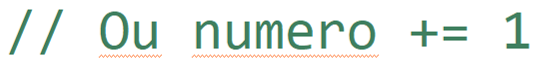 // Ou numero += 1